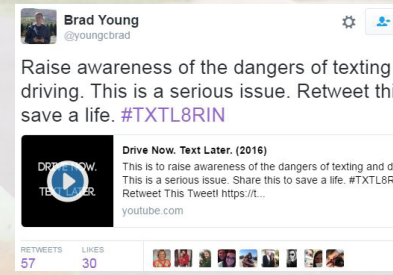 Brad Young
@youngcbrad
Raise awareness of the dangers of texting
driving. This is a serious issue. Retweet thi
save a life. #TXTL8RIN
Drive Now. Text Later. (2016)
This is to raise awareness of the dangers of texting and d
This is a serious issue. Share this to save a life. #TXTL8R
Retweet This Tweet! https://t...
youtube.com
DRIVE NOW.
TEXT LATER.
RETWEETS LIKES
57 30